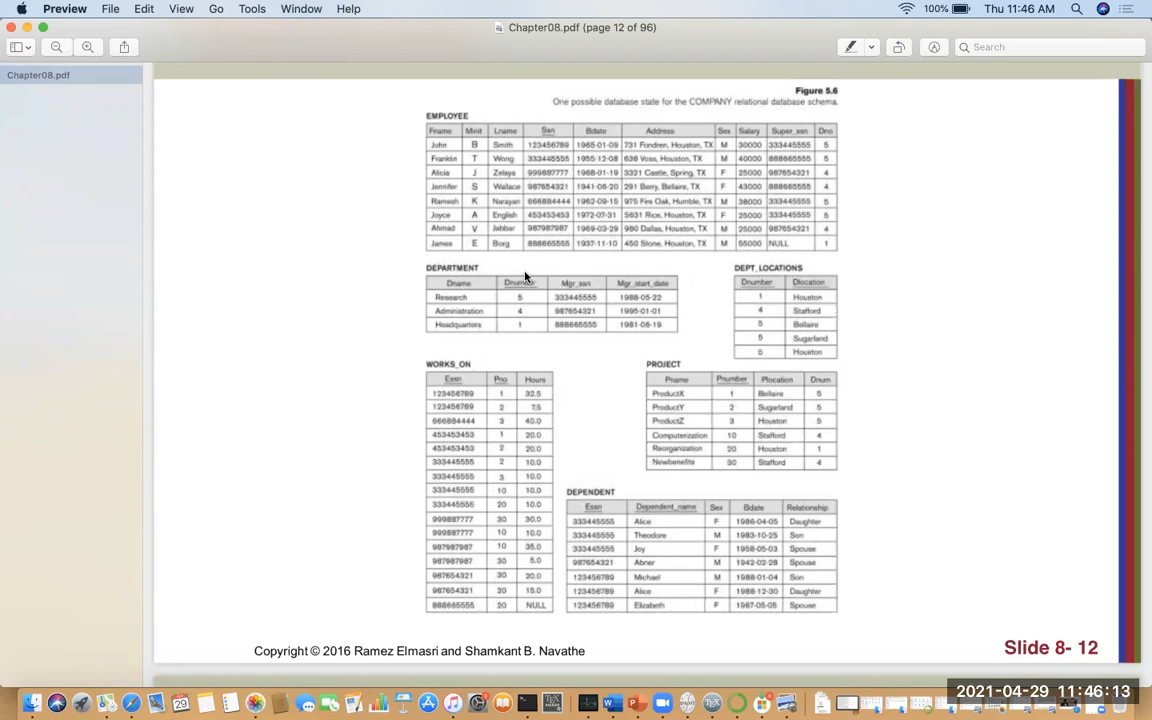 Preview File Edit View Go Tools Window Help 100% Thu 11:46 AM
Chapter08.pdf (page 12 of 96)
Search
Chapter08.pdf
Figure 5.6
One possible database state for the COMPANY relational database schema.
EMPLOYEE
Fname Minit Lname Ssn Bdate Address Sex Salary Super_ssn Dno
John B Smith 123456789 1965-01-09 731 Fondren, Houston, TX M 30000 333445555 5
Franklin T Wong 333445555 1955-12-08 638 Voss, Houston, TX M 40000 888665555 5
Alicia J Zelaya 999887777 1968-01-19 3321 Castle, Spring, TX F 25000 987654321 4
Jennifer S Wallace 987654321 1941-06-20 291 Berry, Bellaire, TX F 43000 888665555 4
Ramesh K Narayan 666884444 1962-09-15 975 Fire Oak, Humble, TX M 38000 333445555 5
Joyce A English 453453453 1972-07-31 5631 Rice, Houston, TX F 25000 333445555 5
Ahmad V Jabbar 987987987 1969-03-29 980 Dallas, Houston, TX M 25000 987654321 4
James E Borg 888665555 1937-11-10 450 Stone, Houston, TX M 55000 NULL 1
DEPARTMENT
Dname Dnumber Mgr_ssn Mgr_start_date
Research 5 333445555 1988-05-22
Administration 4 987654321 1995-01-01
Headquarters 1 888665555 1981-06-19
DEPT_LOCATIONS
Dnumber Dlocation
1 Houston
4 Stafford
5 Bellaire
5 Sugarland
5 Houston
WORKS_ON
Essn Pno Hours
123456789 1 32.5
123456789 2 7.5
666884444 3 40.0
453453453 1 20.0
453453453 2 20.0
333445555 2 10.0
333445555 3 10.0
333445555 10 10.0
333445555 20 10.0
999887777 30 30.0
999887777 10 10.0
987987987 10 35.0
987987987 30 5.0
987654321 30 20.0
987654321 20 15.0
888665555 20 NULL
PROJECT
Pname Pnumber Plocation Dnum
ProductX 1 Bellaire 5
ProductY 2 Sugarland 5
ProductZ 3 Houston 5
Computerization 10 Stafford 4
Reorganization 20 Houston 1
Newbenefits 30 Stafford 4
DEPENDENT
Essn Dependent_name Sex Bdate Relationship
333445555 Alice F 1986-04-05 Daughter
333445555 Theodore M 1983-10-25 Son
333445555 Joy F 1958-05-03 Spouse
987654321 Abner M 1942-02-28 Spouse
123456789 Michael M 1988-01-04 Son
123456789 Alice F 1988-12-30 Daughter
123456789 Elizabeth F 1967-05-05 Spouse
Copyright © 2016 Ramez Elmasri and Shamkant B. Navathe
Slide 8- 12
2021-04-29 11:46:13